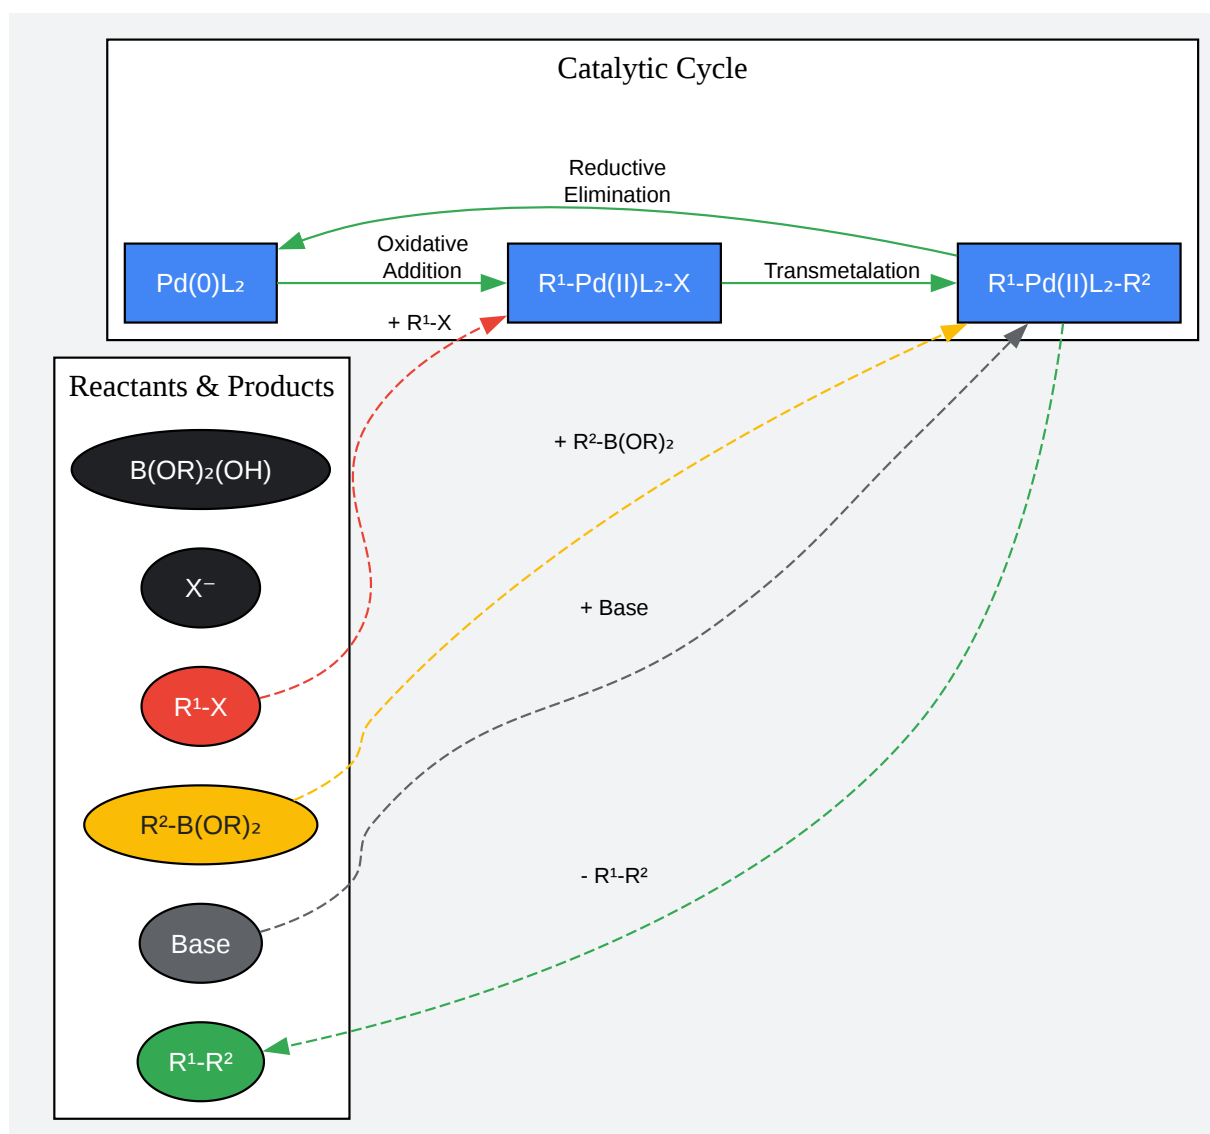 Catalytic Cycle
Reductive
Elimination
Oxidative
Addition
Transmetalation
Pd(0)L₂
R¹-Pd(II)L₂-X
R¹-Pd(II)L₂-R²
+ R¹-X
Reactants & Products
B(OR)₂(OH)
+ R²-B(OR)₂
X⁻
+ Base
R¹-X
R²-B(OR)₂
- R¹-R²
Base
R¹-R²